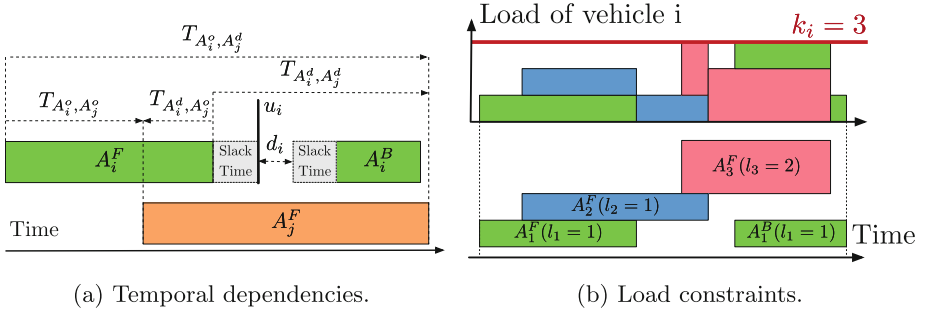 T_{A_i^o, A_j^d}
T_{A_i^d, A_j^d}
T_{A_i^o, A_j^o}
T_{A_i^d, A_j^o}
u_i
d_i
A_i^F
Slack Time
Slack Time
A_i^B
A_j^F
Time
(a) Temporal dependencies.
Load of vehicle i
k_i = 3
A_3^F(l_3 = 2)
A_2^F(l_2 = 1)
A_1^F(l_1 = 1)
A_1^B(l_1 = 1)
Time
(b) Load constraints.